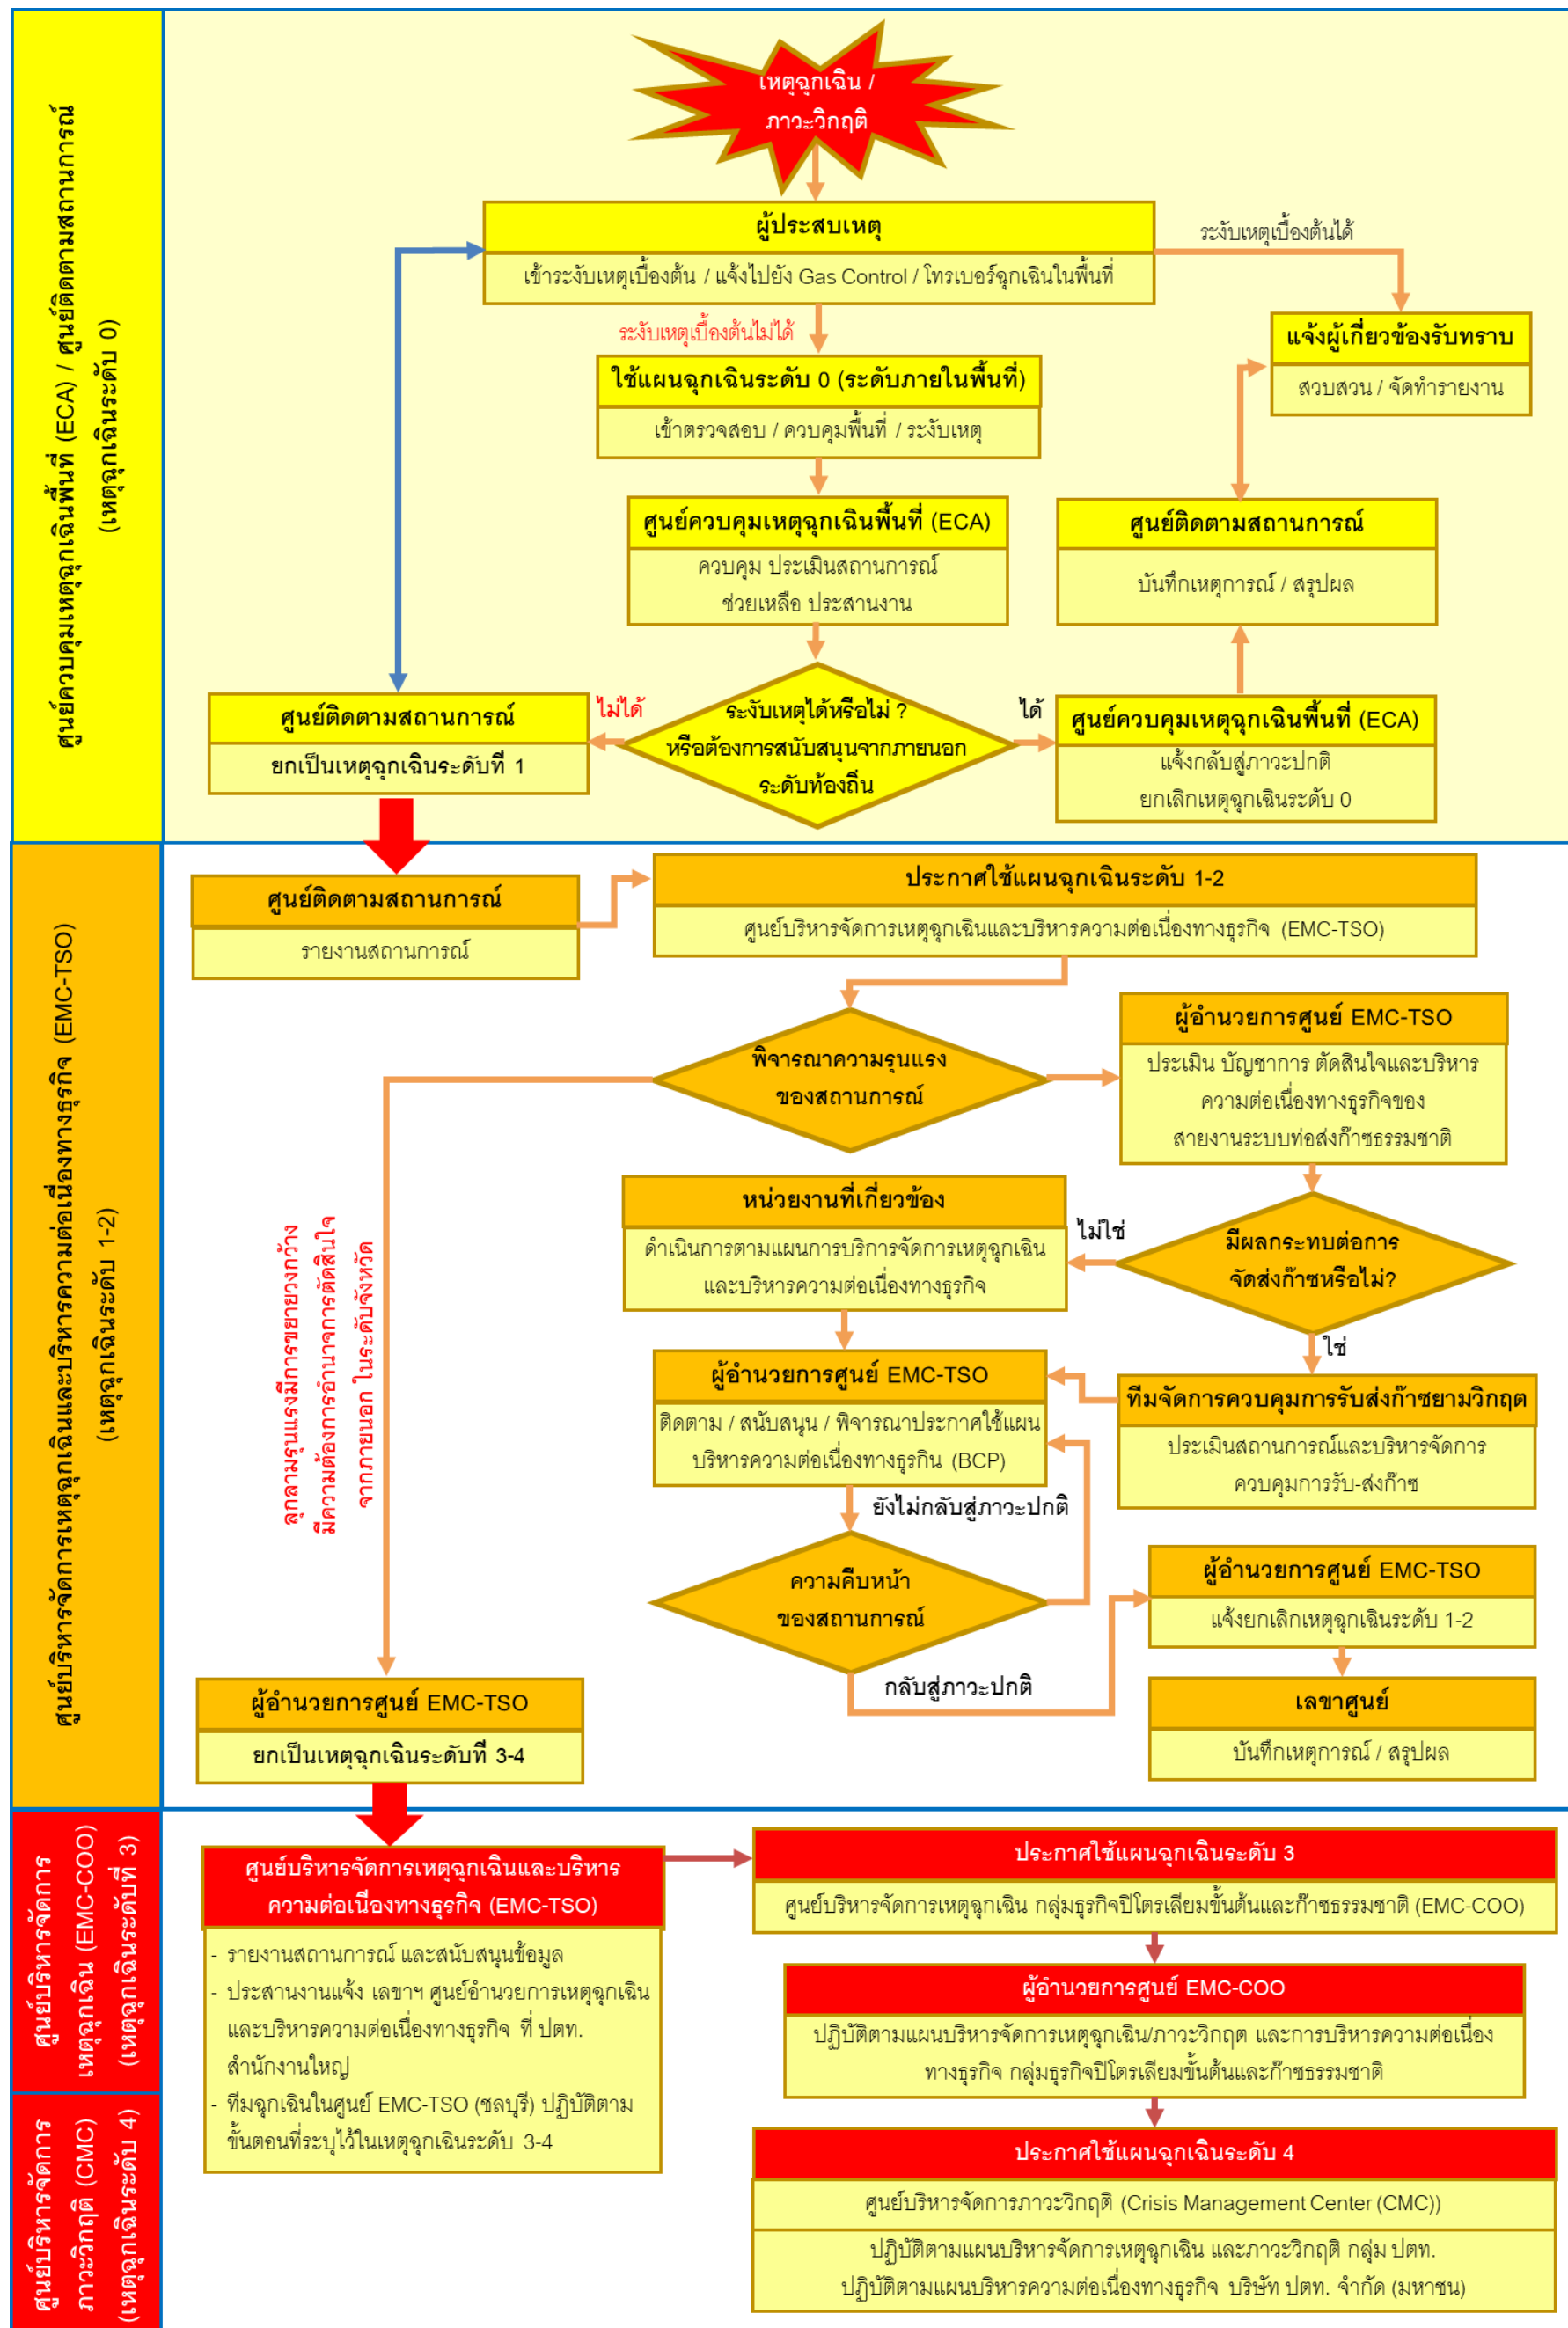 ศูนย์ควบคุมเหตุฉุกเฉินพื้นที่ (ECA) / ศูนย์ติดตามสถานการณ์
(เหตุฉุกเฉินระดับ 0)
เหตุฉุกเฉิน /
ภาวะวิกฤติ
ผู้ประสบเหตุ
เข้าระงับเหตุเบื้องต้น / แจ้งไปยัง Gas Control / โทรเบอร์ฉุกเฉินในพื้นที่
ระงับเหตุเบื้องต้นได้
ระงับเหตุเบื้องต้นไม่ได้
แจ้งผู้เกี่ยวข้องรับทราบ
สวบสวน / จัดทำรายงาน
ใช้แผนฉุกเฉินระดับ 0 (ระดับภายในพื้นที่)
เข้าตรวจสอบ / ควบคุมพื้นที่ / ระงับเหตุ
ศูนย์ควบคุมเหตุฉุกเฉินพื้นที่ (ECA)
ควบคุม ประเมินสถานการณ์
ช่วยเหลือ ประสานงาน
ศูนย์ติดตามสถานการณ์
บันทึกเหตุการณ์ / สรุปผล
ศูนย์ติดตามสถานการณ์
ยกเป็นเหตุฉุกเฉินระดับที่ 1
ไม่ได้
ระงับเหตุได้หรือไม่ ?
หรือต้องการสนับสนุนจากภายนอก
ระดับท้องถิ่น
ได้
ศูนย์ควบคุมเหตุฉุกเฉินพื้นที่ (ECA)
แจ้งกลับสู่ภาวะปกติ
ยกเลิกเหตุฉุกเฉินระดับ 0
ศูนย์บริหารจัดการเหตุฉุกเฉินและบริหารความต่อเนื่องทางธุรกิจ (EMC-TSO)
(เหตุฉุกเฉินระดับ 1-2)
ศูนย์ติดตามสถานการณ์
รายงานสถานการณ์
ประกาศใช้แผนฉุกเฉินระดับ 1-2
ศูนย์บริหารจัดการเหตุฉุกเฉินและบริหารความต่อเนื่องทางธุรกิจ (EMC-TSO)
พิจารณาความรุนแรง
ของสถานการณ์
ผู้อำนวยการศูนย์ EMC-TSO
ประเมิน บัญชาการ ตัดสินใจและบริหาร
ความต่อเนื่องทางธุรกิจของ
สายงานระบบท่อส่งก๊าซธรรมชาติ
ลุกลามรุนแรงมีการขยายวงกว้าง
มีความต้องการอำนาจการตัดสินใจ
จากภายนอก ในระดับจังหวัด
หน่วยงานที่เกี่ยวข้อง
ดำเนินการตามแผนการบริการจัดการเหตุฉุกเฉิน
และบริหารความต่อเนื่องทางธุรกิจ
ไม่ใช่
มีผลกระทบต่อการ
จัดส่งก๊าซหรือไม่?
ใช่
ผู้อำนวยการศูนย์ EMC-TSO
ติดตาม / สนับสนุน / พิจารณาประกาศใช้แผน
บริหารความต่อเนื่องทางธุรกิน (BCP)
ทีมจัดการควบคุมการรับส่งก๊าซยามวิกฤต
ประเมินสถานการณ์และบริหารจัดการ
ควบคุมการรับ-ส่งก๊าซ
ยังไม่กลับสู่ภาวะปกติ
ความคืบหน้า
ของสถานการณ์
กลับสู่ภาวะปกติ
ผู้อำนวยการศูนย์ EMC-TSO
แจ้งยกเลิกเหตุฉุกเฉินระดับ 1-2
เลขาศูนย์
บันทึกเหตุการณ์ / สรุปผล
ผู้อำนวยการศูนย์ EMC-TSO
ยกเป็นเหตุฉุกเฉินระดับที่ 3-4
ศูนย์บริหารจัดการ
เหตุฉุกเฉิน (EMC-COO)
(เหตุฉุกเฉินระดับที่ 3)
ศูนย์บริหารจัดการ
ภาวะวิกฤติ (CMC)
(เหตุฉุกเฉินระดับ 4)
ศูนย์บริหารจัดการเหตุฉุกเฉินและบริหาร
ความต่อเนื่องทางธุรกิจ (EMC-TSO)
- รายงานสถานการณ์ และสนับสนุนข้อมูล
- ประสานงานแจ้ง เลขาฯ ศูนย์อำนวยการเหตุฉุกเฉิน
และบริหารความต่อเนื่องทางธุรกิจ ที่ ปตท.
สำนักงานใหญ่
- ทีมฉุกเฉินในศูนย์ EMC-TSO (ชลบุรี) ปฏิบัติตาม
ขั้นตอนที่ระบุไว้ในเหตุฉุกเฉินระดับ 3-4
ประกาศใช้แผนฉุกเฉินระดับ 3
ศูนย์บริหารจัดการเหตุฉุกเฉิน กลุ่มธุรกิจปิโตรเลียมขั้นต้นและก๊าซธรรมชาติ (EMC-COO)
ผู้อำนวยการศูนย์ EMC-COO
ปฏิบัติตามแผนบริหารจัดการเหตุฉุกเฉิน/ภาวะวิกฤต และการบริหารความต่อเนื่อง
ทางธุรกิจ กลุ่มธุรกิจปิโตรเลียมขั้นต้นและก๊าซธรรมชาติ
ประกาศใช้แผนฉุกเฉินระดับ 4
ศูนย์บริหารจัดการภาวะวิกฤติ (Crisis Management Center (CMC))
ปฏิบัติตามแผนบริหารจัดการเหตุฉุกเฉิน และภาวะวิกฤติ กลุ่ม ปตท.
ปฏิบัติตามแผนบริหารความต่อเนื่องทางธุรกิจ บริษัท ปตท. จำกัด (มหาชน)